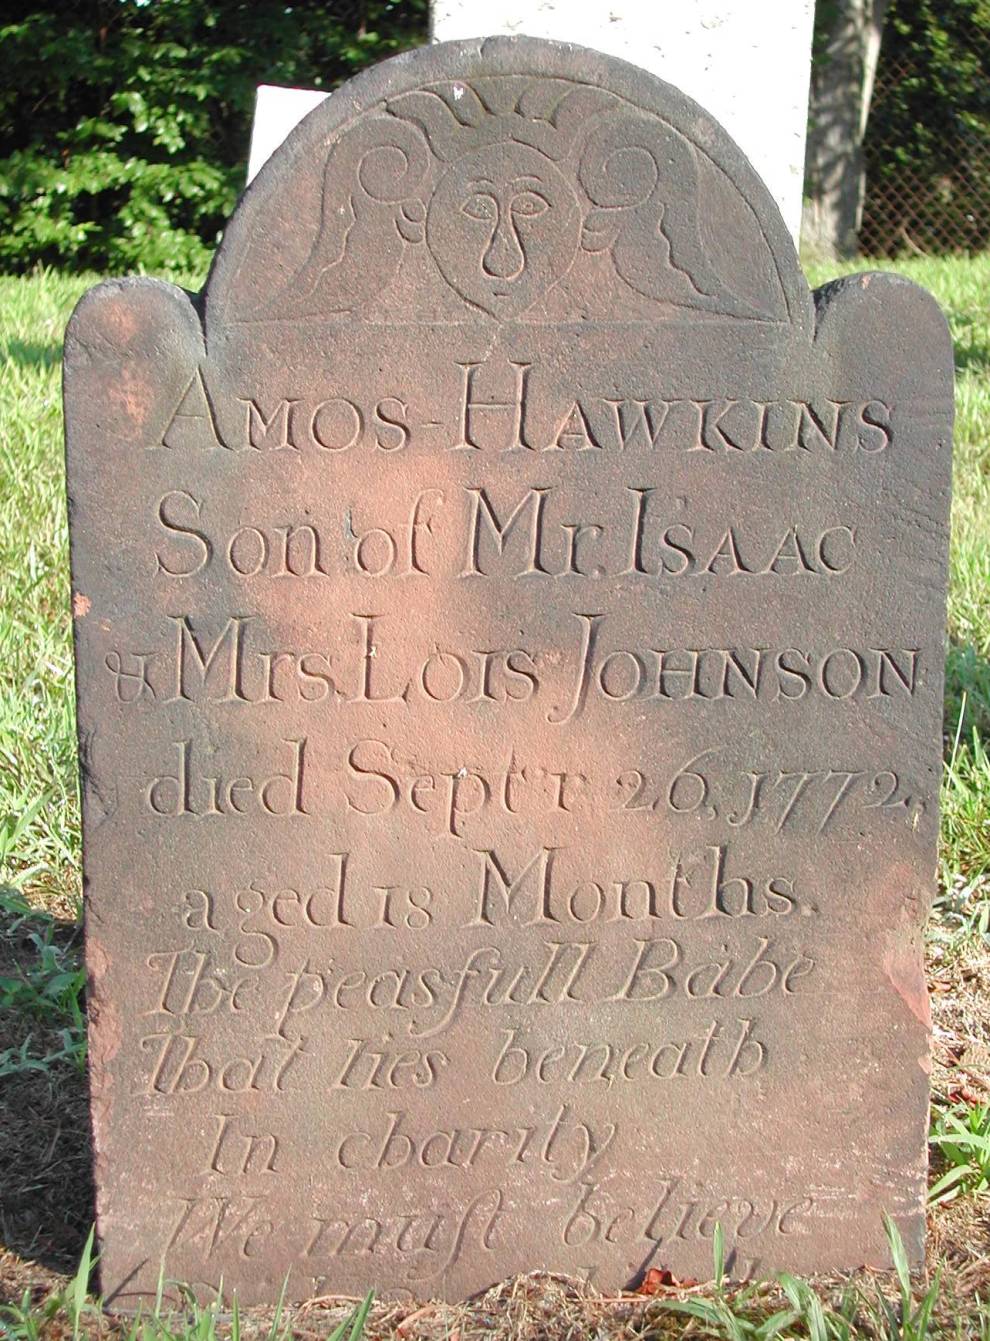 AMOS-HAWKINS
Son of Mr. ISAAC
& Mrs. LOIS JOHNSON
died Sept'r 26, 1772,
aged 18 Months.
The peasfull Babe
That lies beneath
In charity
We muſt believe